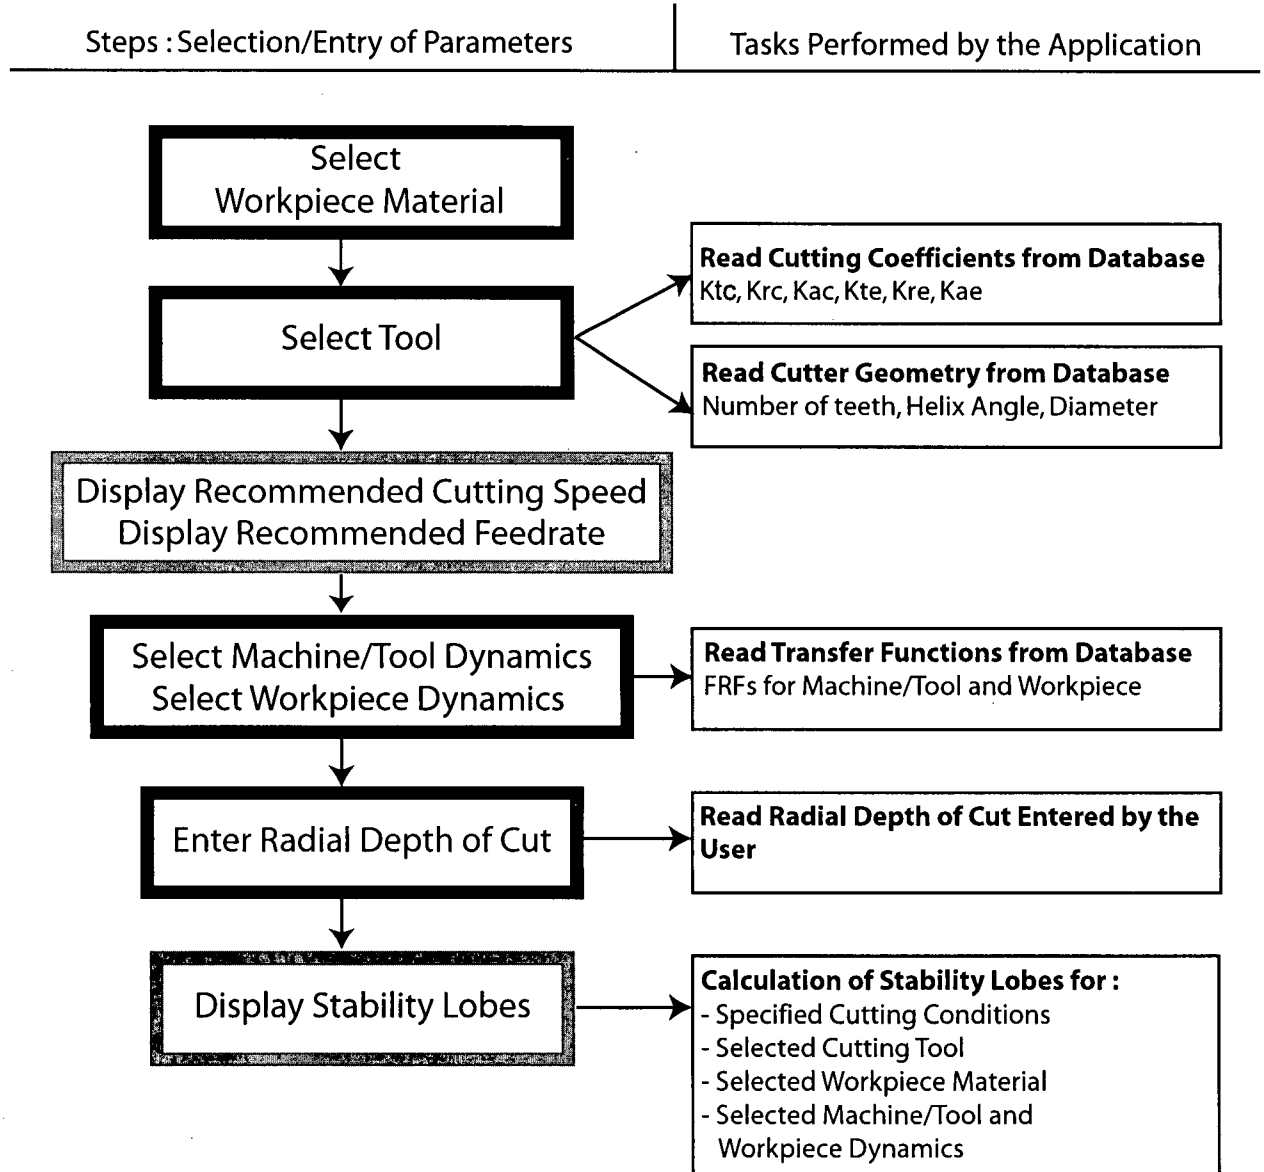 Steps : Selection/Entry of Parameters
Tasks Performed by the Application
Select
Workpiece Material
Select Tool
Read Cutting Coefficients from Database
Ktc, Krc, Kac, Kte, Kre, Kae
Read Cutter Geometry from Database
Number of teeth, Helix Angle, Diameter
Display Recommended Cutting Speed
Display Recommended Feedrate
Select Machine/Tool Dynamics
Select Workpiece Dynamics
Read Transfer Functions from Database
FRFs for Machine/Tool and Workpiece
Enter Radial Depth of Cut
Read Radial Depth of Cut Entered by the
User
Display Stability Lobes
Calculation of Stability Lobes for :
- Specified Cutting Conditions
- Selected Cutting Tool
- Selected Workpiece Material
- Selected Machine/Tool and
Workpiece Dynamics